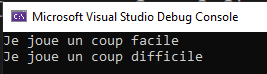 Microsoft Visual Studio Debug Console
Je joue un coup facile
Je joue un coup difficile